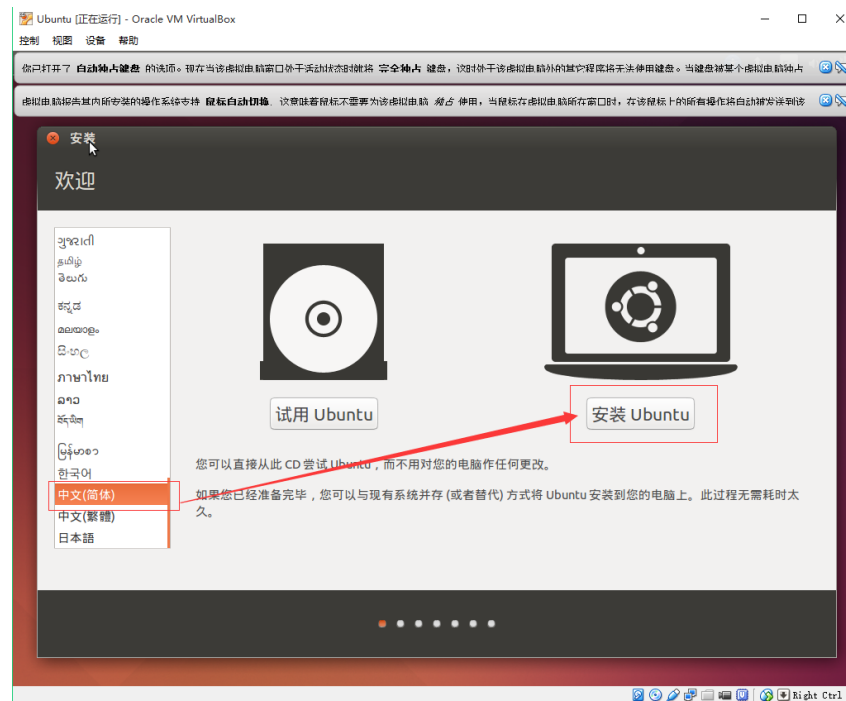 Ubuntu [正在运行] - Oracle VM VirtualBox
控制 视图 设备 帮助
你已打开了 自动独占键盘 的选项。现在当该虚拟电脑窗口处于活动状态时就将 完全独占 键盘，这时处于该虚拟电脑外的其它程序将无法使用键盘。当键盘被某个虚拟电脑独占
虚拟电脑报告其内所安装的操作系统支持 鼠标自动切换. 这意味着鼠标不需要为该虚拟电脑 独占 使用，当鼠标在虚拟电脑所在窗口时，在该鼠标上的所有操作将自动被发送到该
安装
欢迎
ગુજરાતી
தமிழ்
తెలుగు
ಕನ್ನಡ
മലയാളം
සිංහල
ภาษาไทย
ລາວ
မြန်မာစာ
한국어
中文(简体)
中文(繁體)
日本語
试用 Ubuntu
安装 Ubuntu
您可以直接从此 CD 尝试 Ubuntu，而不用对您的电脑作任何更改。
如果您已经准备完毕，您可以与现有系统并存 (或者替代) 方式将 Ubuntu 安装到您的电脑上。此过程无需耗时太
久。
Right Ctrl